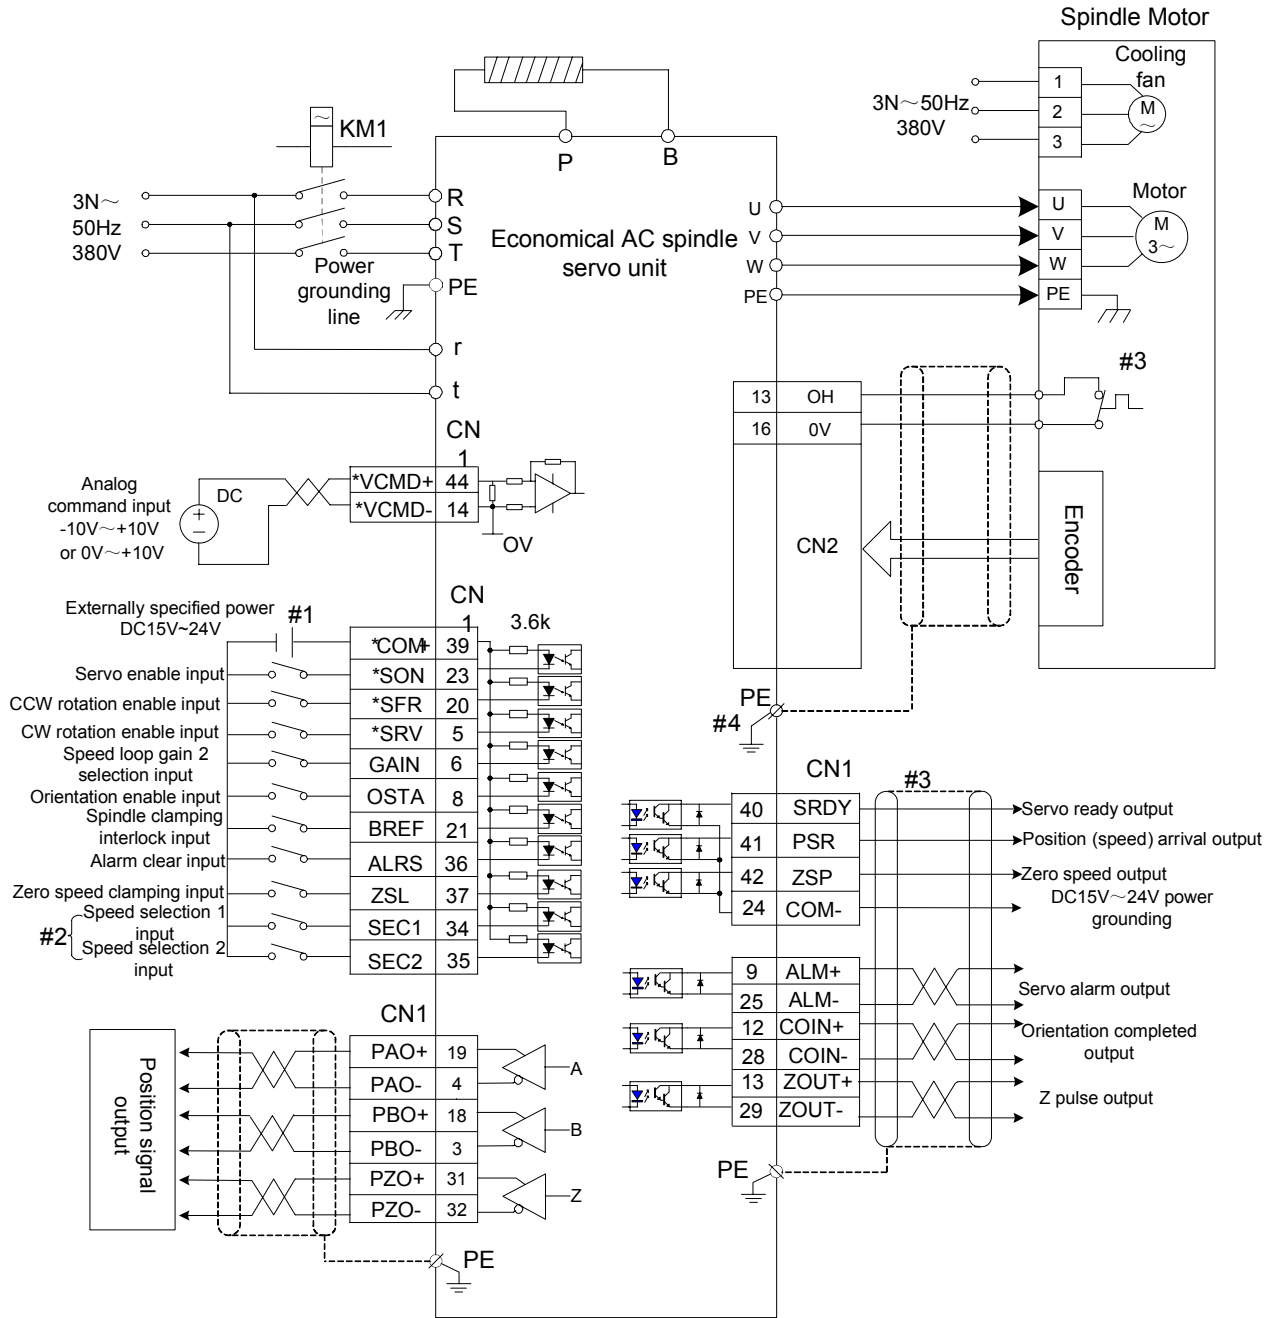 Spindle Motor
Cooling
fan
1
2
3
M
~
3N～50Hz
380V
KM1
~
P
B
3N～
50Hz
380V
R
S
T
PE
Power
grounding
line
r
t
Economical AC spindle
servo unit
U
V
W
PE
U
V
W
PE
Motor
M
3～
#3
13 OH
16 0V
CN2
Encoder
CN
1
Analog
command input
-10V～+10V
or 0V～+10V
DC
+
−
*VCMD+ 44
*VCMD- 14
OV
CN
1
3.6k
Externally specified power
DC15V~24V
#1
*COM+ 39
Servo enable input
*SON 23
CCW rotation enable input
*SFR 20
CW rotation enable input
*SRV 5
Speed loop gain 2
selection input
GAIN 6
Orientation enable input
OSTA 8
Spindle clamping
interlock input
BREF 21
Alarm clear input
ALRS 36
Zero speed clamping input
ZSL 37
#2
Speed selection 1
input
SEC1 34
Speed selection 2
input
SEC2 35
PE
#4
CN1
#3
40 SRDY
Servo ready output
41 PSR
Position (speed) arrival output
42 ZSP
Zero speed output
24 COM-
DC15V～24V power
grounding
9 ALM+
25 ALM-
Servo alarm output
12 COIN+
28 COIN-
Orientation completed
output
13 ZOUT+
29 ZOUT-
Z pulse output
PE
CN1
Position signal
output
PAO+ 19
PAO- 4
A
PBO+ 18
PBO- 3
B
PZO+ 31
PZO- 32
Z
PE